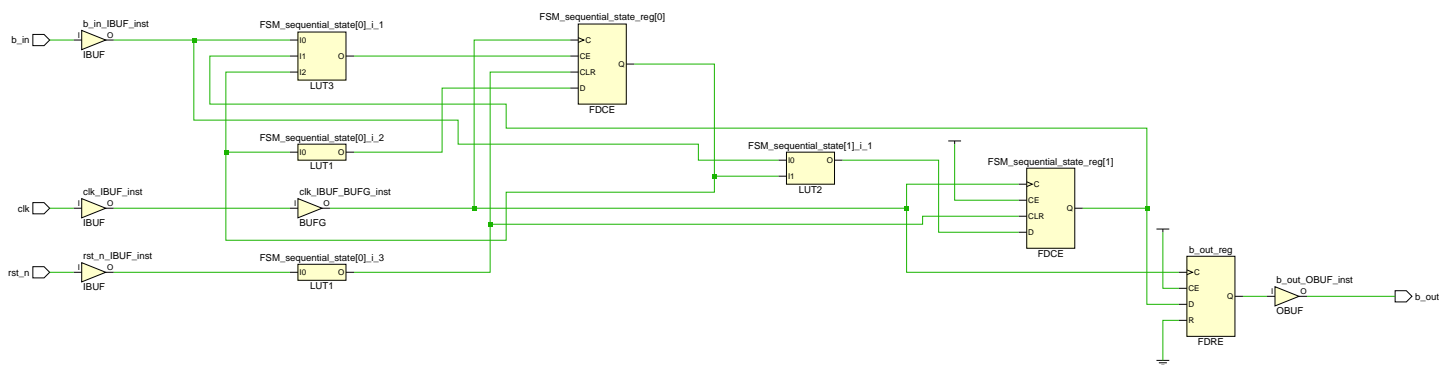 b_in
b_in_IBUF_inst
I
O
IBUF
FSM_sequential_state[0]_i_1
I0
I1
I2
O
LUT3
FSM_sequential_state_reg[0]
C
CE
CLR
D
Q
FDCE
FSM_sequential_state[0]_i_2
I0
O
LUT1
FSM_sequential_state[1]_i_1
I0
I1
O
LUT2
FSM_sequential_state_reg[1]
C
CE
CLR
D
Q
FDCE
clk
clk_IBUF_inst
I
O
IBUF
clk_IBUF_BUFG_inst
I
O
BUFG
rst_n
rst_n_IBUF_inst
I
O
IBUF
FSM_sequential_state[0]_i_3
I0
O
LUT1
b_out_reg
C
CE
D
R
Q
FDRE
b_out_OBUF_inst
I
O
OBUF
b_out